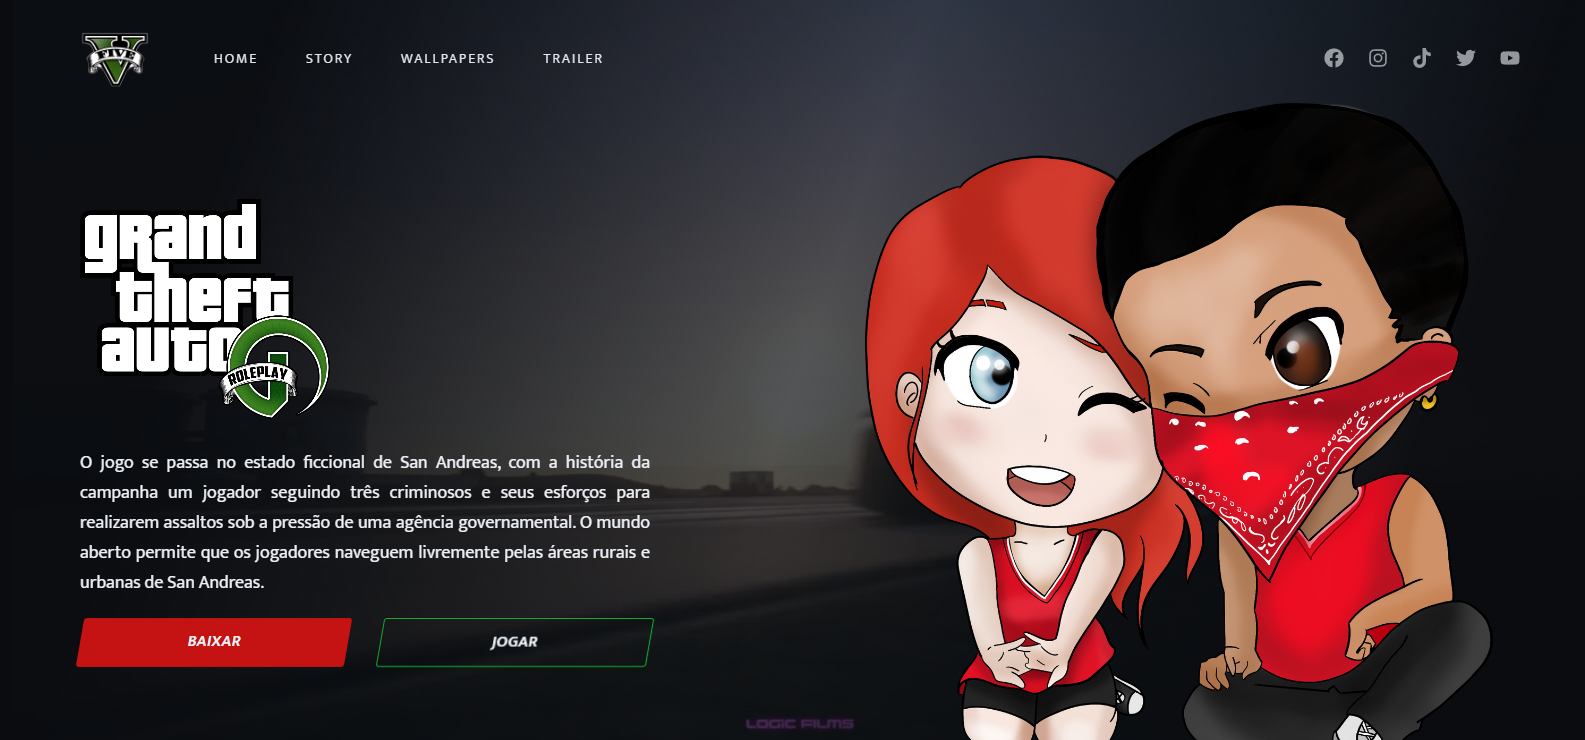 FIVE
HOME STORY WALLPAPERS TRAILER
grand
theft
auto
ROLEPLAY
O jogo se passa no estado ficcional de San Andreas, com a história da
campanha um jogador seguindo três criminosos e seus esforços para
realizarem assaltos sob a pressão de uma agência governamental. O mundo
aberto permite que os jogadores naveguem livremente pelas áreas rurais e
urbanas de San Andreas.
BAIXAR JOGAR
LOGIC FILMS